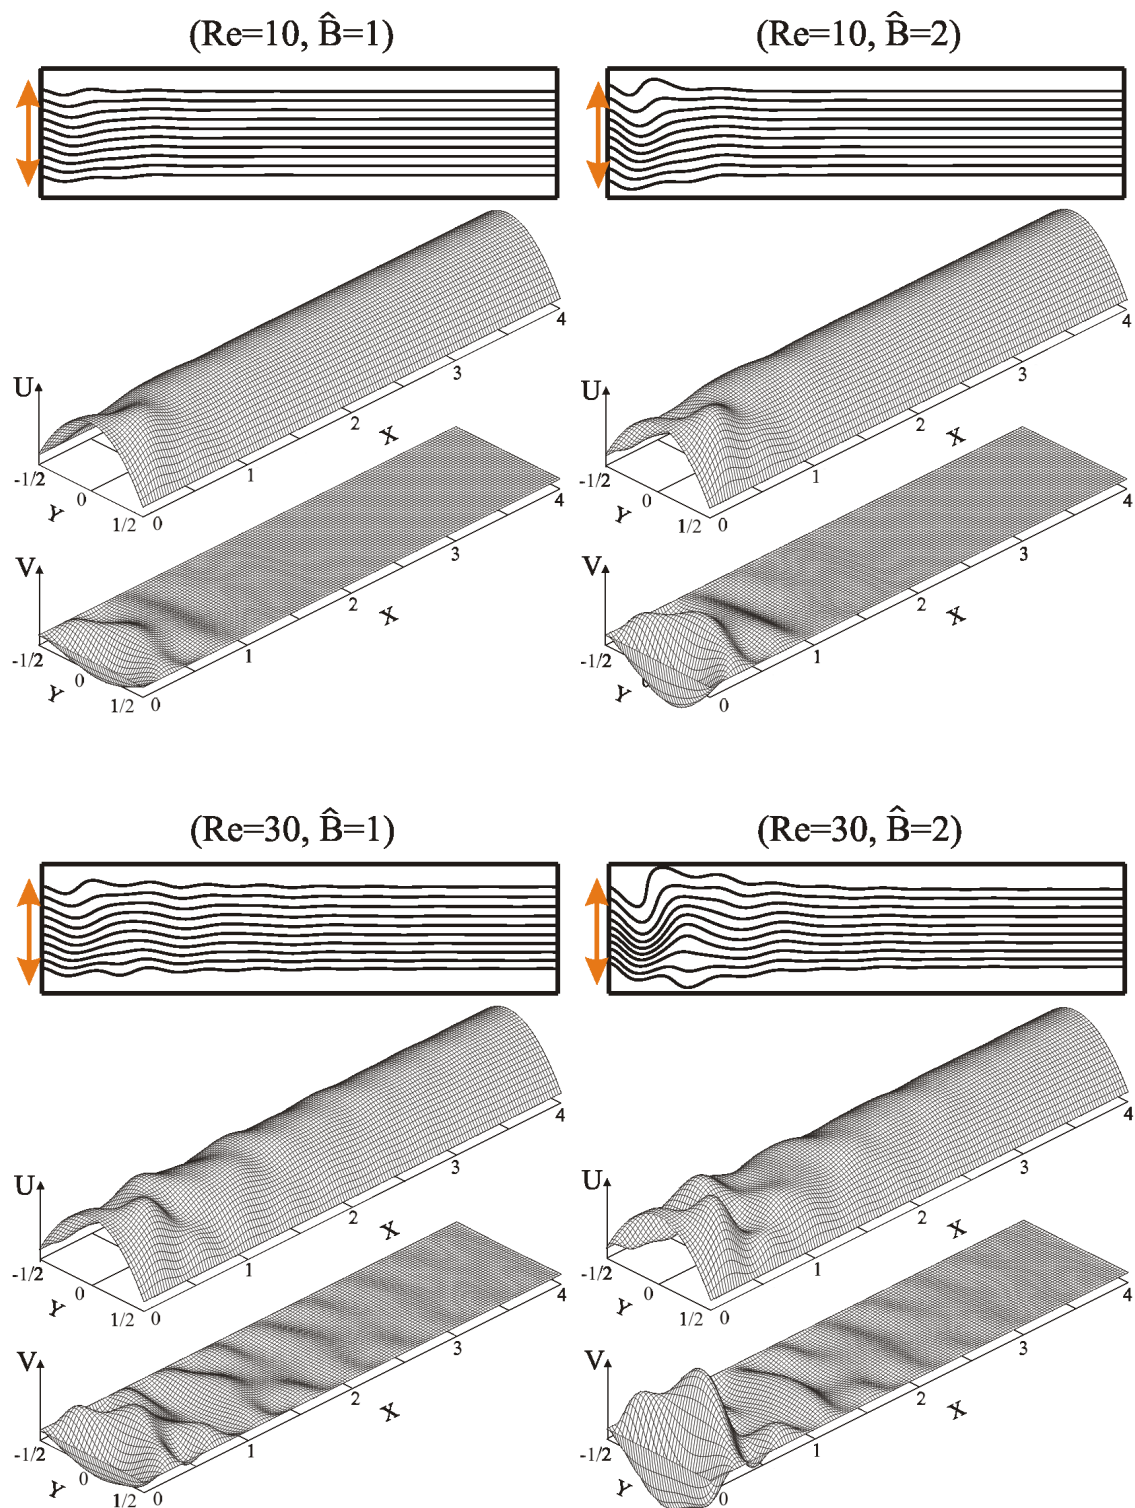 (Re=10, B̂=1)
U
-1/2
0
Y
1/2
0
1
2
3
4
X
V
-1/2
0
Y
1/2
0
1
2
3
4
X
(Re=10, B̂=2)
U
-1/2
0
Y
1/2
0
1
2
3
4
X
V
-1/2
0
Y
0
1
2
3
4
X
(Re=30, B̂=1)
U
-1/2
0
Y
1/2
0
1
2
3
4
X
V
-1/2
0
Y
1/2
0
1
2
3
4
X
(Re=30, B̂=2)
U
-1/2
0
Y
1/2
0
1
2
3
4
X
V
-1/2
Y
0
1
2
3
4
X